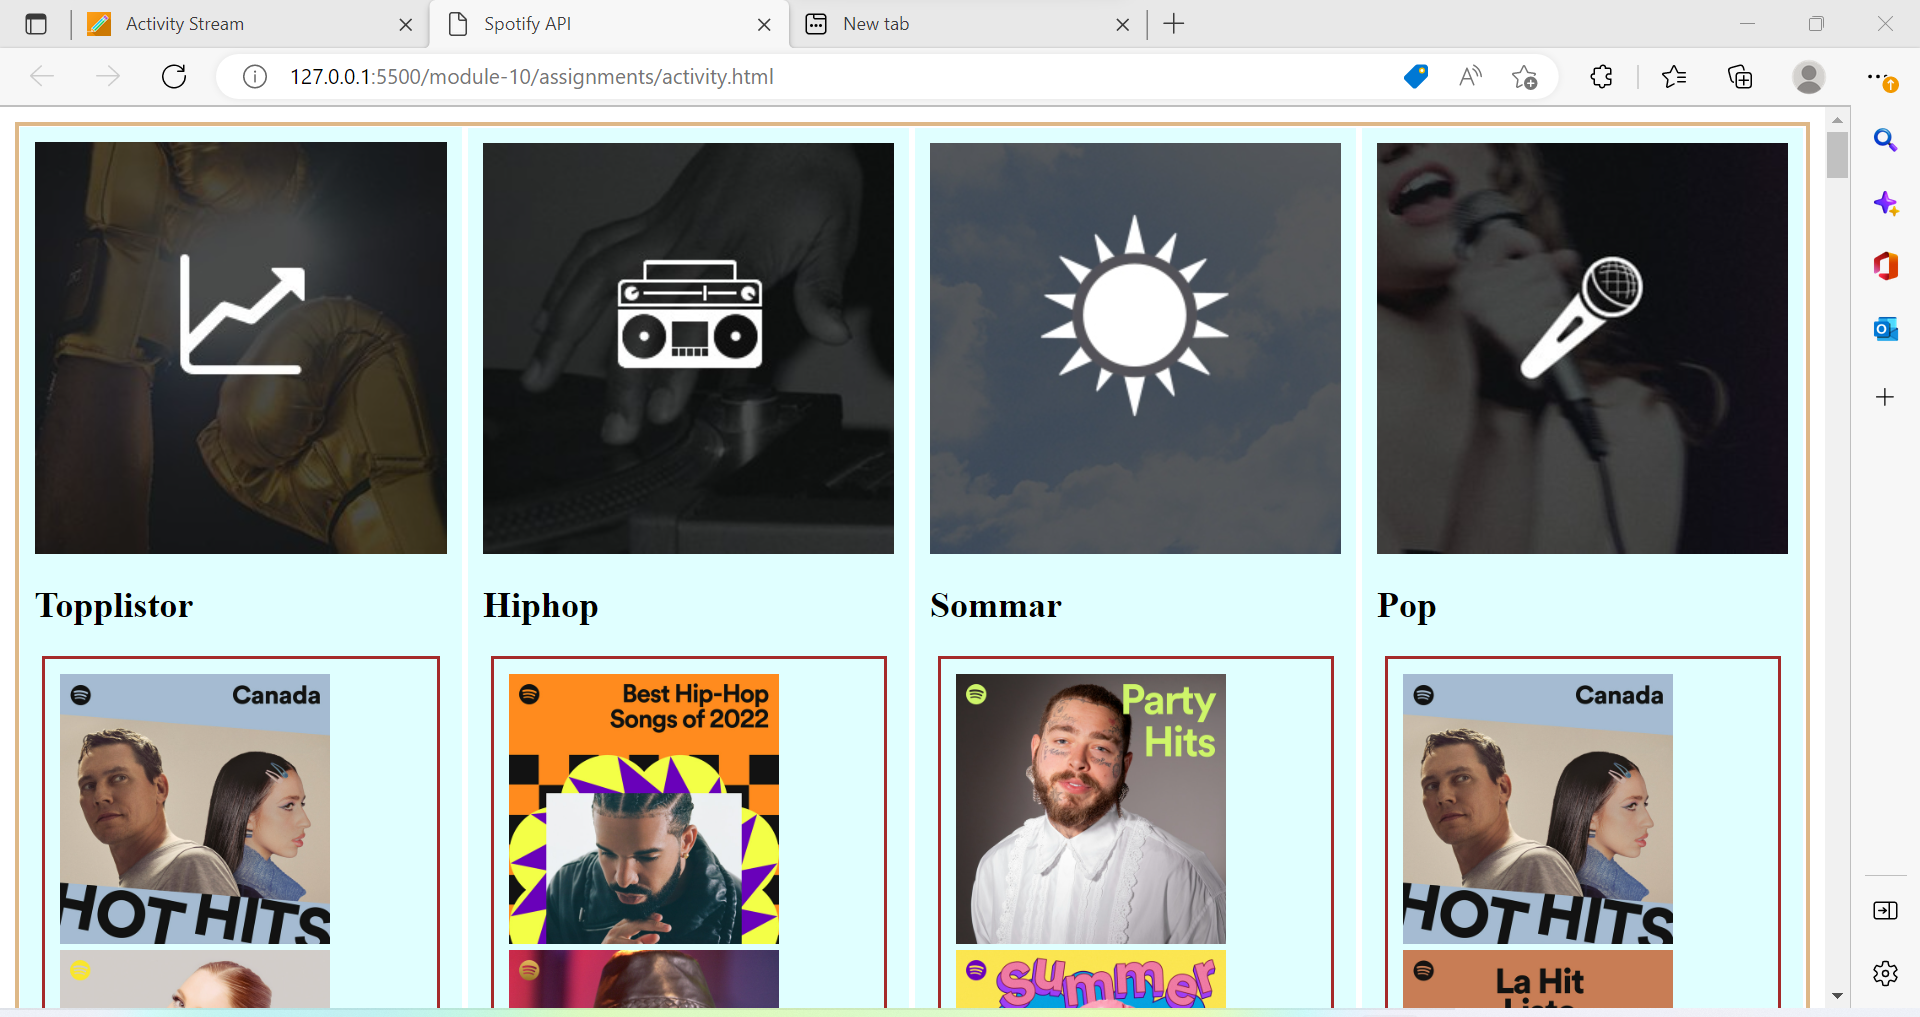 Activity Stream
Spotify API
New tab
127.0.0.1:5500/module-10/assignments/activity.html
Topplistor
Hiphop
Sommar
Pop
Canada
HOT HITS
Best Hip-Hop
Songs of 2022
Party
Hits
Canada
HOT HITS
summer
La Hit